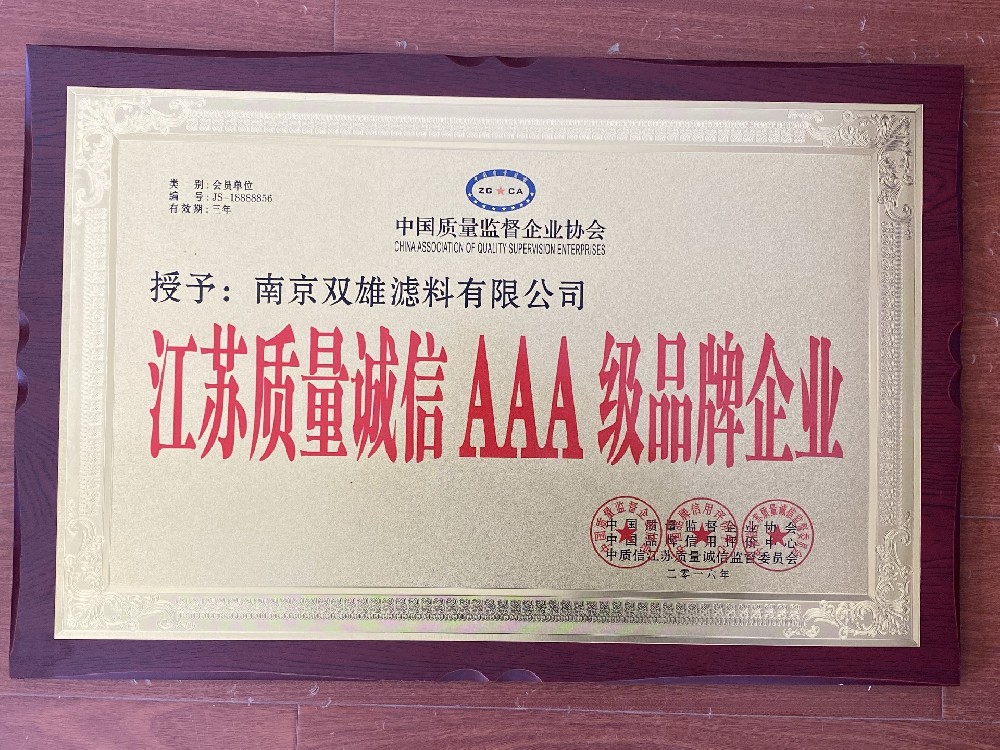 类 别：会员单位
编 号：JS-18888856
有效期：三年
ZG★CA
中国质量监督企业协会
CHINA ASSOCIATION OF QUALITY SUPERVISION ENTERPRISES
授予：南京双雄滤料有限公司
江苏质量诚信AAA级品牌企业
中国质量监督企业协会
中国品牌信用评价中心
中质信江苏质量诚信监督委员会
二零一六年